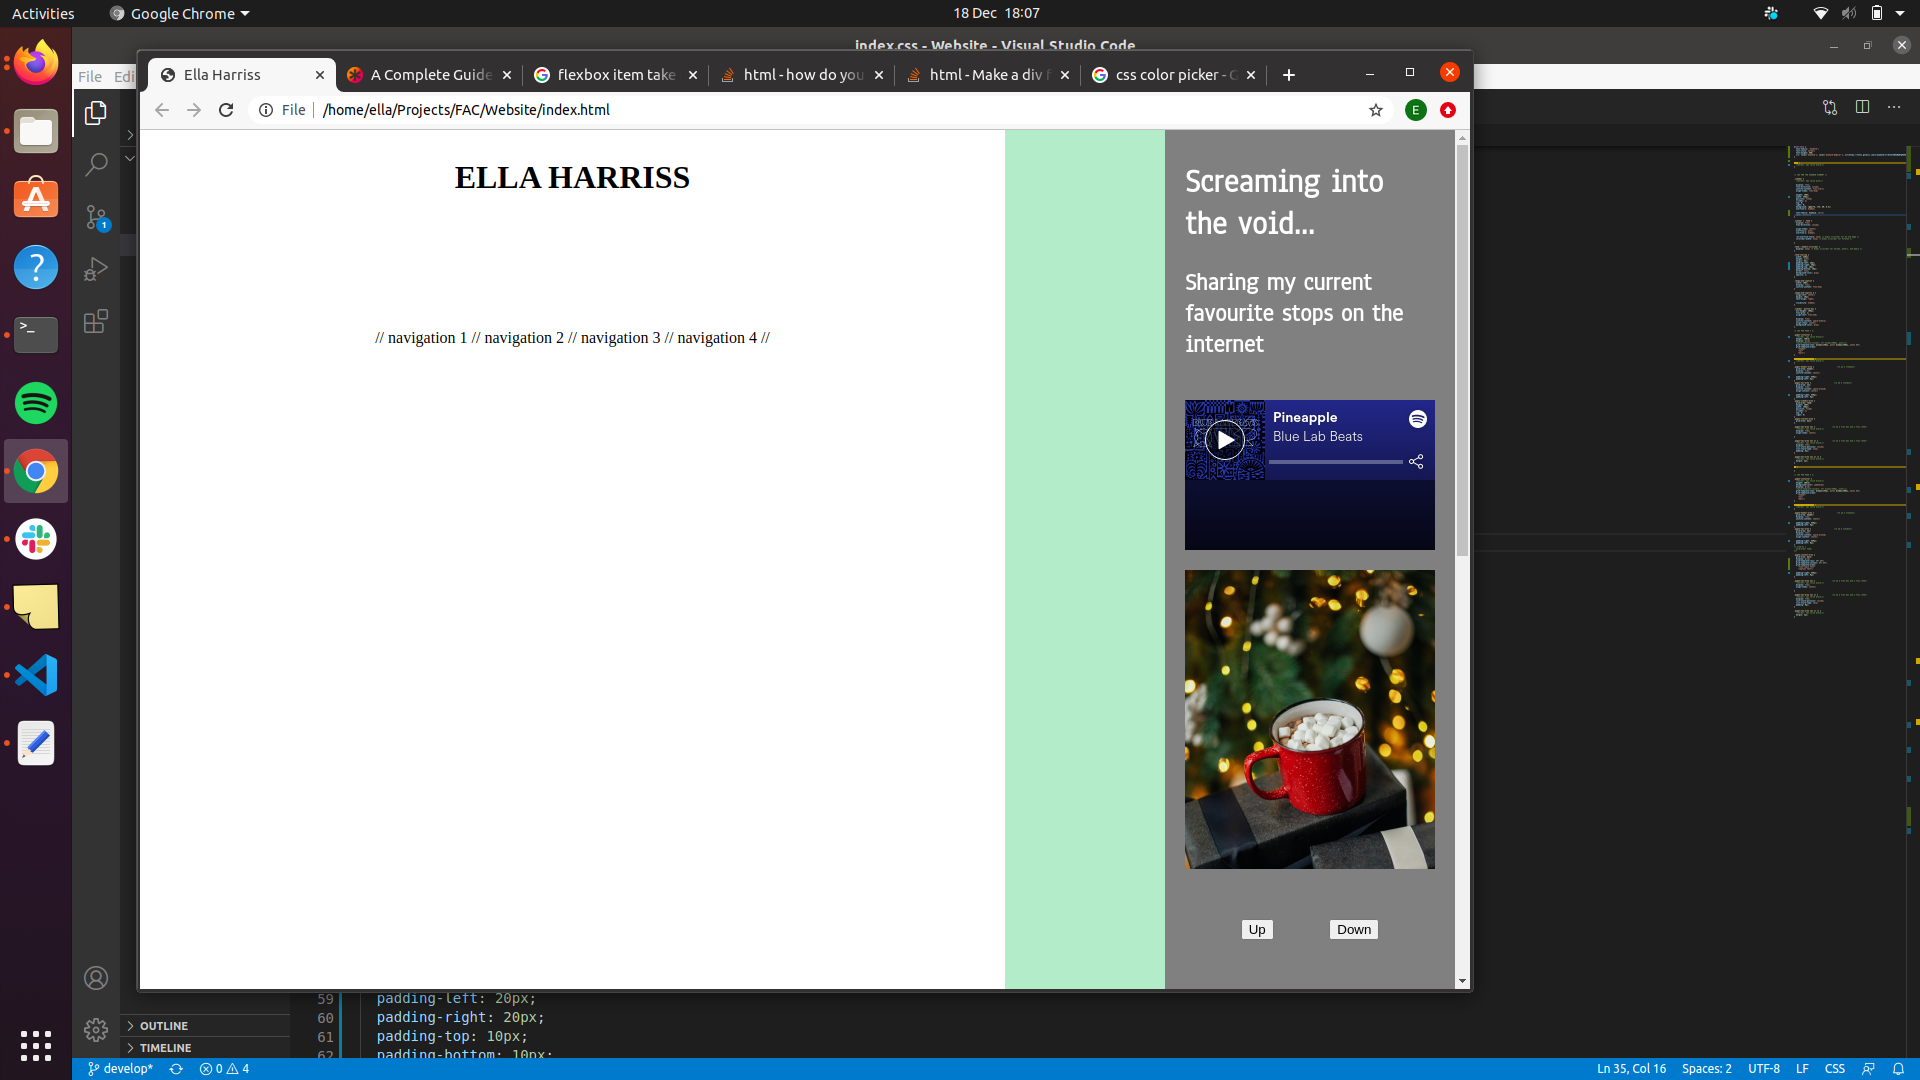 Activities
Google Chrome
18 Dec 18:07
index.css - Website - Visual Studio Code
File Edi
Ella Harriss
A Complete Guide
flexbox item take
html - how do you
html - Make a div f
css color picker - G
File
/home/ella/Projects/FAC/Website/index.html
E
ELLA HARRISS
// navigation 1 // navigation 2 // navigation 3 // navigation 4 //
Screaming into
the void...
Sharing my current
favourite stops on the
internet
Pineapple
Blue Lab Beats
Up
Down
1
59 padding-left: 20px;
60 padding-right: 20px;
61 padding-top: 10px;
62 padding-bottom: 10px;
OUTLINE
TIMELINE
develop*
0
4
Ln 35, Col 16
Spaces: 2
UTF-8
LF
CSS